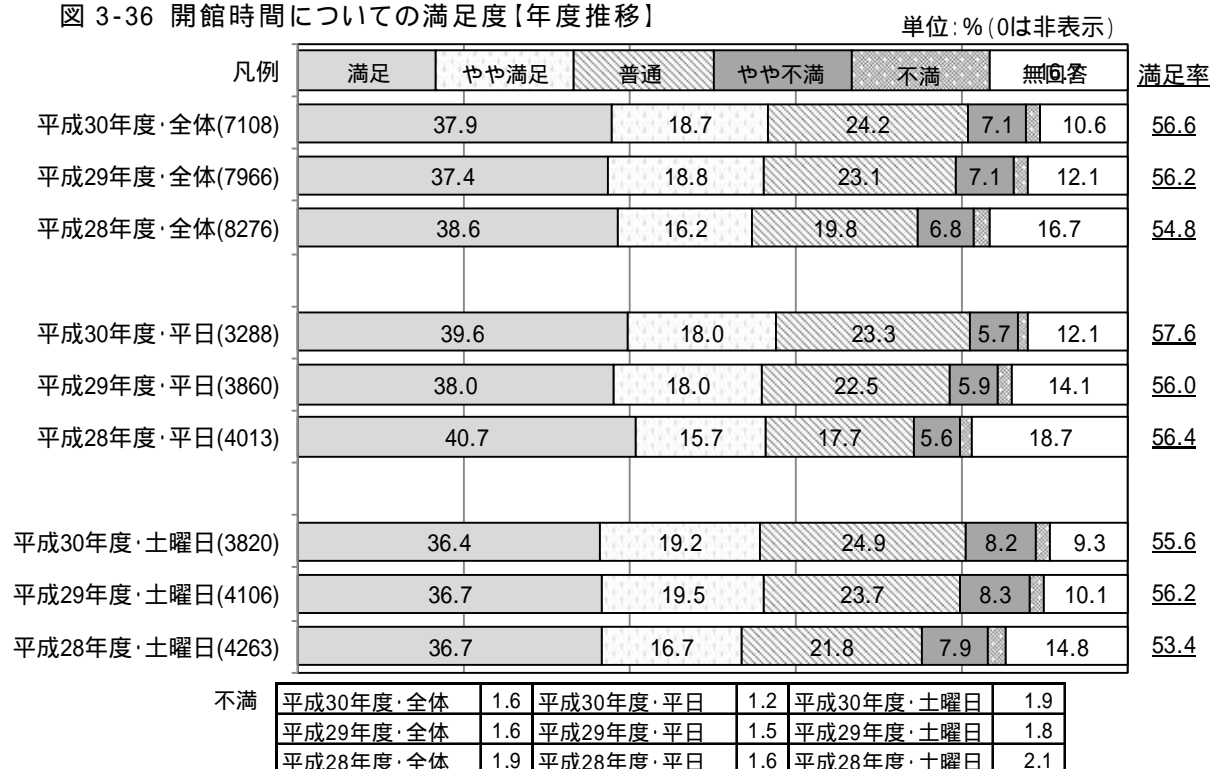 図 3-36 開館時間についての満足度【年度推移】
単位:%(0は非表示)
凡例 満足 やや満足 普通 やや不満 不満 無回答 16.7 満足率
平成30年度・全体(7108) 37.9 18.7 24.2 7.1 10.6 56.6
平成29年度・全体(7966) 37.4 18.8 23.1 7.1 12.1 56.2
平成28年度・全体(8276) 38.6 16.2 19.8 6.8 16.7 54.8
平成30年度・平日(3288) 39.6 18.0 23.3 5.7 12.1 57.6
平成29年度・平日(3860) 38.0 18.0 22.5 5.9 14.1 56.0
平成28年度・平日(4013) 40.7 15.7 17.7 5.6 18.7 56.4
平成30年度・土曜日(3820) 36.4 19.2 24.9 8.2 9.3 55.6
平成29年度・土曜日(4106) 36.7 19.5 23.7 8.3 10.1 56.2
平成28年度・土曜日(4263) 36.7 16.7 21.8 7.9 14.8 53.4
不満 平成30年度・全体 1.6 平成30年度・平日 1.2 平成30年度・土曜日 1.9
平成29年度・全体 1.6 平成29年度・平日 1.5 平成29年度・土曜日 1.8
平成28年度・全体 1.9 平成28年度・平日 1.6 平成28年度・土曜日 2.1